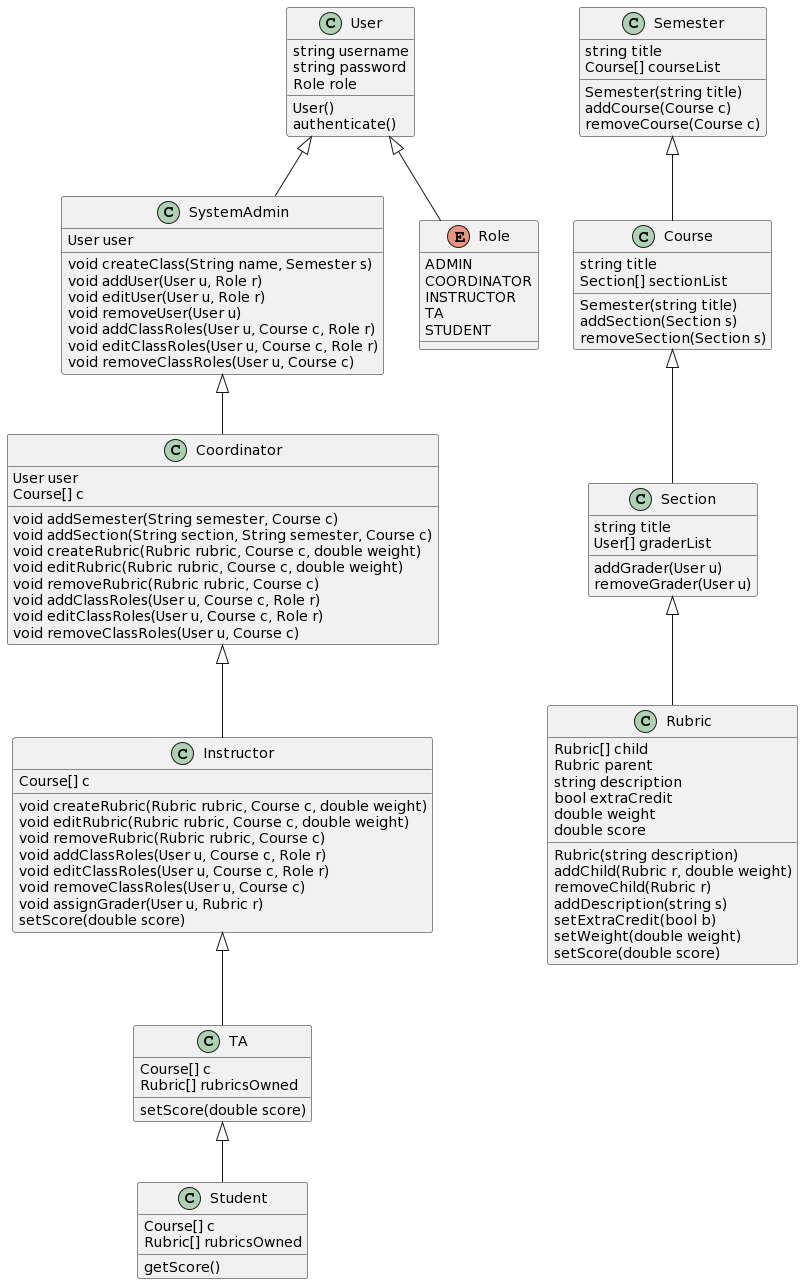 C User
string username
string password
Role role
User()
authenticate()
C Semester
string title
Course[] courseList
Semester(string title)
addCourse(Course c)
removeCourse(Course c)
C SystemAdmin
User user
void createClass(String name, Semester s)
void addUser(User u, Role r)
void editUser(User u, Role r)
void removeUser(User u)
void addClassRoles(User u, Course c, Role r)
void editClassRoles(User u, Course c, Role r)
void removeClassRoles(User u, Course c)
E Role
ADMIN
COORDINATOR
INSTRUCTOR
TA
STUDENT
C Course
string title
Section[] sectionList
Semester(string title)
addSection(Section s)
removeSection(Section s)
C Coordinator
User user
Course[] c
void addSemester(String semester, Course c)
void addSection(String section, String semester, Course c)
void createRubric(Rubric rubric, Course c, double weight)
void editRubric(Rubric rubric, Course c, double weight)
void removeRubric(Rubric rubric, Course c)
void addClassRoles(User u, Course c, Role r)
void editClassRoles(User u, Course c, Role r)
void removeClassRoles(User u, Course c)
C Section
string title
User[] graderList
addGrader(User u)
removeGrader(User u)
C Instructor
Course[] c
void createRubric(Rubric rubric, Course c, double weight)
void editRubric(Rubric rubric, Course c, double weight)
void removeRubric(Rubric rubric, Course c)
void addClassRoles(User u, Course c, Role r)
void editClassRoles(User u, Course c, Role r)
void removeClassRoles(User u, Course c)
void assignGrader(User u, Rubric r)
setScore(double score)
C Rubric
Rubric[] child
Rubric parent
string description
bool extraCredit
double weight
double score
Rubric(string description)
addChild(Rubric r, double weight)
removeChild(Rubric r)
addDescription(string s)
setExtraCredit(bool b)
setWeight(double weight)
setScore(double score)
C TA
Course[] c
Rubric[] rubricsOwned
setScore(double score)
C Student
Course[] c
Rubric[] rubricsOwned
getScore()